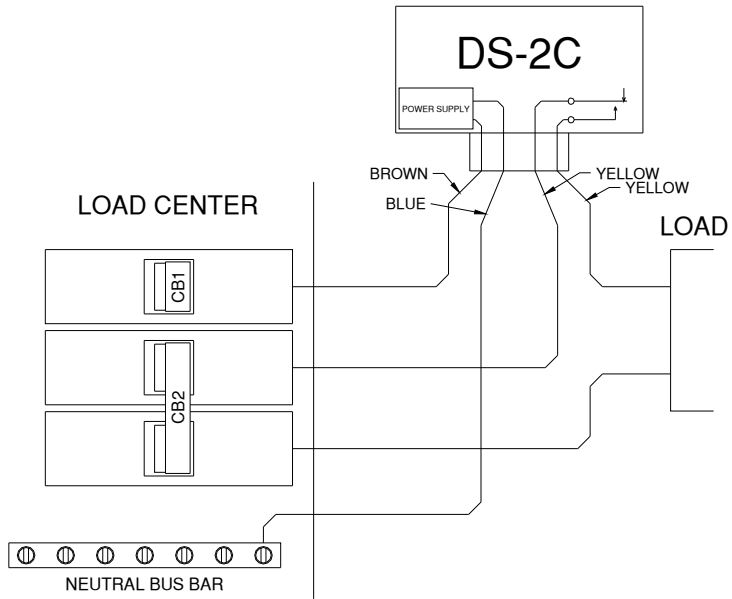 DS-2C
POWER SUPPLY
BROWN
YELLOW
YELLOW
BLUE
LOAD CENTER
LOAD
CB1
CB2
NEUTRAL BUS BAR